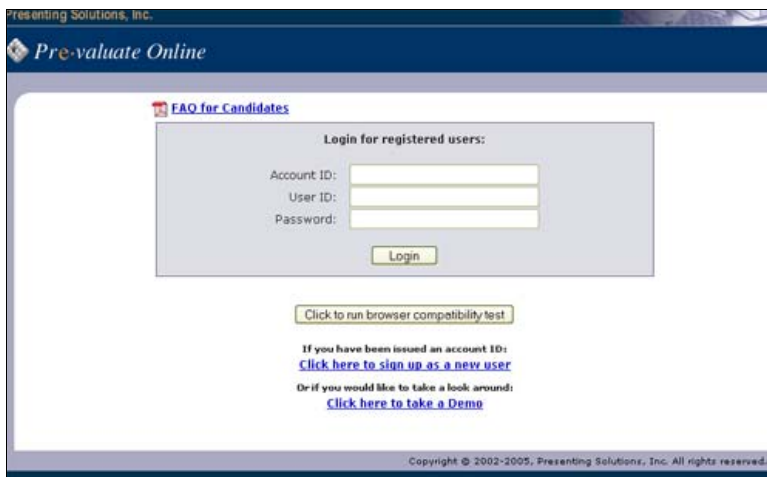 Presenting Solutions, Inc.
Pre-valuate Online
FAQ for Candidates
Login for registered users:
Account ID:
User ID:
Password:
Login
Click to run browser compatibility test
If you have been issued an account ID:
Click here to sign up as a new user
Or if you would like to take a look around:
Click here to take a Demo
Copyright © 2002-2005, Presenting Solutions, Inc. All rights reserved.